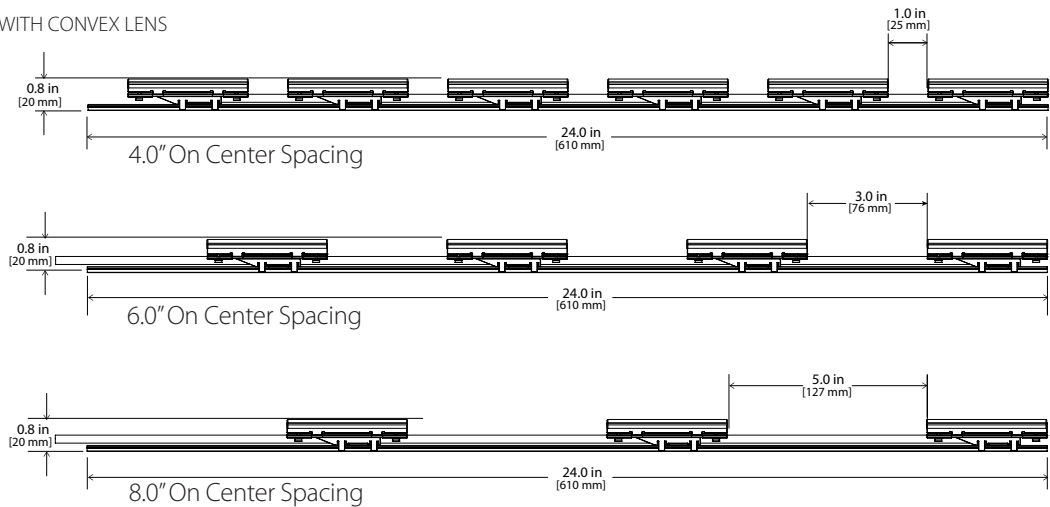 WITH CONVEX LENS
1.0 in
[25 mm]
0.8 in
[20 mm]
24.0 in
[610 mm]
4.0” On Center Spacing
3.0 in
[76 mm]
0.8 in
[20 mm]
24.0 in
[610 mm]
6.0” On Center Spacing
5.0 in
[127 mm]
0.8 in
[20 mm]
24.0 in
[610 mm]
8.0” On Center Spacing